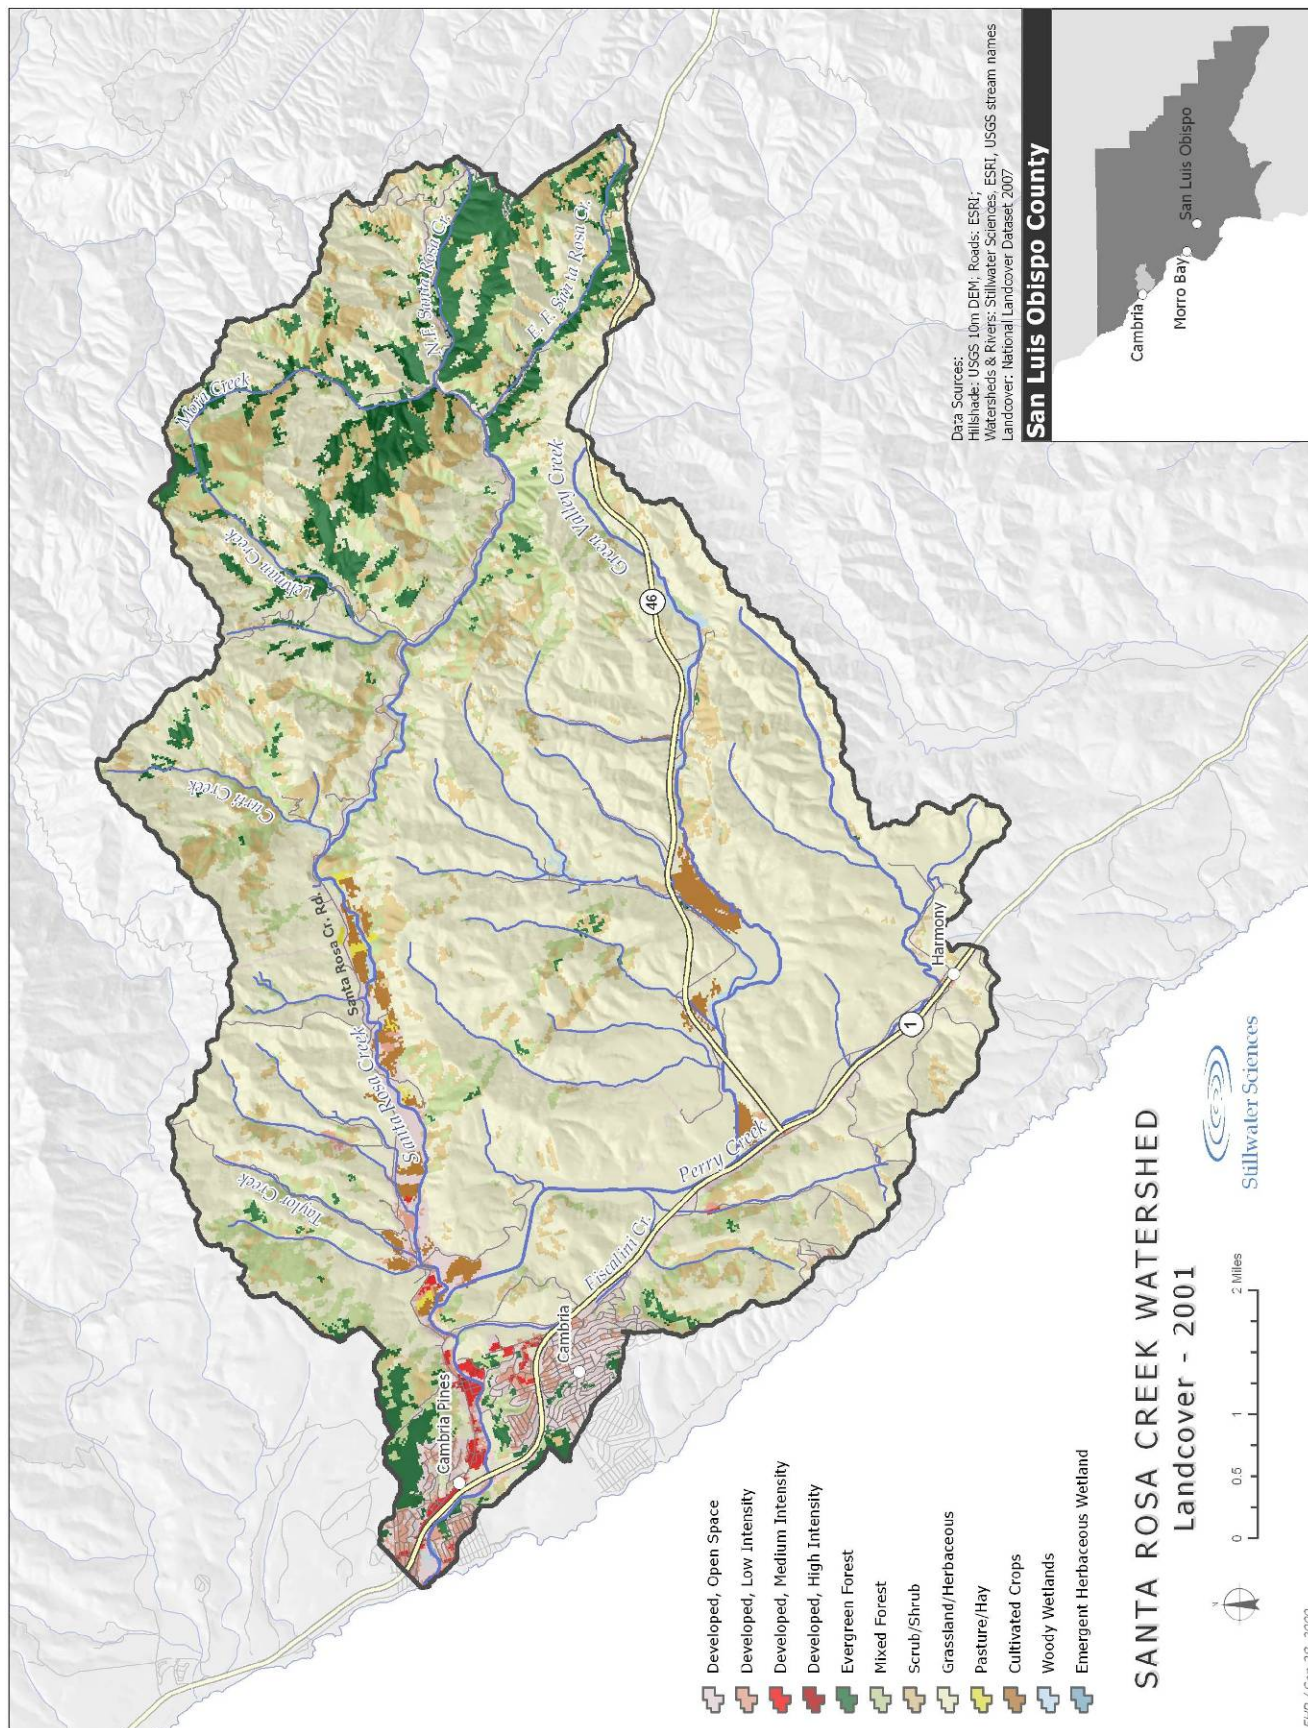 Mora Creek
N.F. Santa Rosa Cr.
E. F. Santa Rosa Cr.
Lehman Creek
Curti Creek
Green Valley Creek
46
Santa Rosa Cr. Rd.
Santa Rosa Creek
Taylor Creek
Perry Creek
Fiscalini Cr.
1
Harmony
Cambria
Cambria Pines
Developed, Open Space
Developed, Low Intensity
Developed, Medium Intensity
Developed, High Intensity
Evergreen Forest
Mixed Forest
Scrub/Shrub
Grassland/Herbaceous
Pasture/Hay
Cultivated Crops
Woody Wetlands
Emergent Herbaceous Wetland
SANTA ROSA CREEK WATERSHED
Landcover - 2001
N
0 0.5 1 2 Miles
Stillwater Sciences
Data Sources:
Hillshade: USGS 10m DEM; Roads: ESRI;
Watersheds & Rivers: Stillwater Sciences, ESRI, USGS stream names
Landcover: National Landcover Dataset 2007
San Luis Obispo County
Cambria
Morro Bay
San Luis Obispo